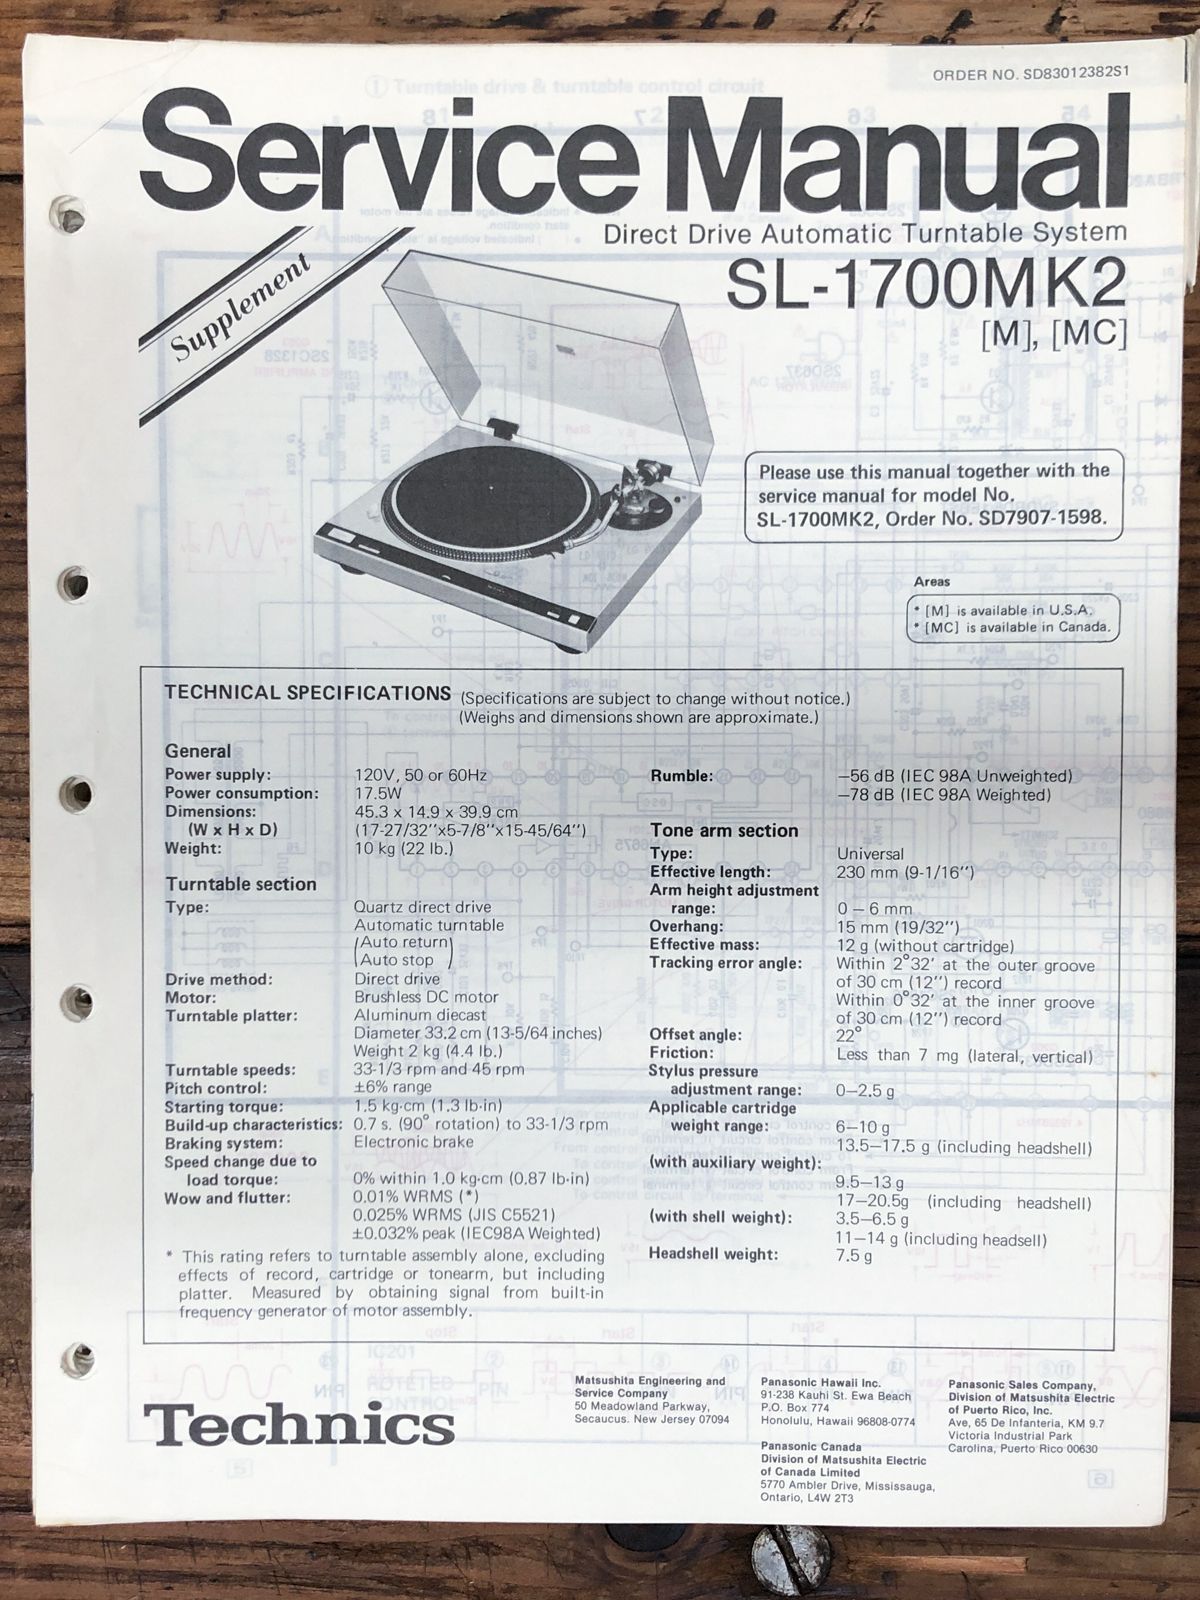 ORDER NO. SD83012382S1
Service Manual
Direct Drive Automatic Turntable System
Supplement
SL-1700MK2
[M], [MC]
Please use this manual together with the
service manual for model No.
SL-1700MK2, Order No. SD7907-1598.
Areas
* [M] is available in U.S.A.
* [MC] is available in Canada.
TECHNICAL SPECIFICATIONS (Specifications are subject to change without notice.)
(Weighs and dimensions shown are approximate.)
General
Power supply: 120V, 50 or 60Hz
Power consumption: 17.5W
Dimensions: 45.3 x 14.9 x 39.9 cm
(W x H x D) (17-27/32''x5-7/8''x15-45/64'')
Weight: 10 kg (22 lb.)
Turntable section
Type: Quartz direct drive
Automatic turntable
(Auto return)
(Auto stop)
Drive method: Direct drive
Motor: Brushless DC motor
Turntable platter: Aluminum diecast
Diameter 33.2 cm (13-5/64 inches)
Weight 2 kg (4.4 lb.)
Turntable speeds: 33-1/3 rpm and 45 rpm
Pitch control: ±6% range
Starting torque: 1.5 kg·cm (1.3 lb·in)
Build-up characteristics: 0.7 s. (90° rotation) to 33-1/3 rpm
Braking system: Electronic brake
Speed change due to
load torque: 0% within 1.0 kg·cm (0.87 lb·in)
Wow and flutter: 0.01% WRMS (*)
0.025% WRMS (JIS C5521)
±0.032% peak (IEC98A Weighted)
* This rating refers to turntable assembly alone, excluding
effects of record, cartridge or tonearm, but including
platter. Measured by obtaining signal from built-in
frequency generator of motor assembly.
Rumble: −56 dB (IEC 98A Unweighted)
−78 dB (IEC 98A Weighted)
Tone arm section
Type: Universal
Effective length: 230 mm (9-1/16'')
Arm height adjustment
range: 0 – 6 mm
Overhang: 15 mm (19/32'')
Effective mass: 12 g (without cartridge)
Tracking error angle: Within 2°32' at the outer groove
of 30 cm (12'') record
Within 0°32' at the inner groove
of 30 cm (12'') record
Offset angle: 22°
Friction: Less than 7 mg (lateral, vertical)
Stylus pressure
adjustment range: 0–2.5 g
Applicable cartridge
weight range: 6–10 g
13.5–17.5 g (including headshell)
(with auxiliary weight):
9.5–13 g
17–20.5g (including headshell)
(with shell weight): 3.5–6.5 g
11–14 g (including headsell)
Headshell weight: 7.5 g
Technics
Matsushita Engineering and
Service Company
50 Meadowland Parkway,
Secaucus. New Jersey 07094
Panasonic Hawaii Inc.
91-238 Kauhi St. Ewa Beach
P.O. Box 774
Honolulu, Hawaii 96808-0774
Panasonic Canada
Division of Matsushita Electric
of Canada Limited
5770 Ambler Drive, Mississauga,
Ontario, L4W 2T3
Panasonic Sales Company,
Division of Matsushita Electric
of Puerto Rico, Inc.
Ave, 65 De Infanteria, KM 9.7
Victoria Industrial Park
Carolina, Puerto Rico 00630